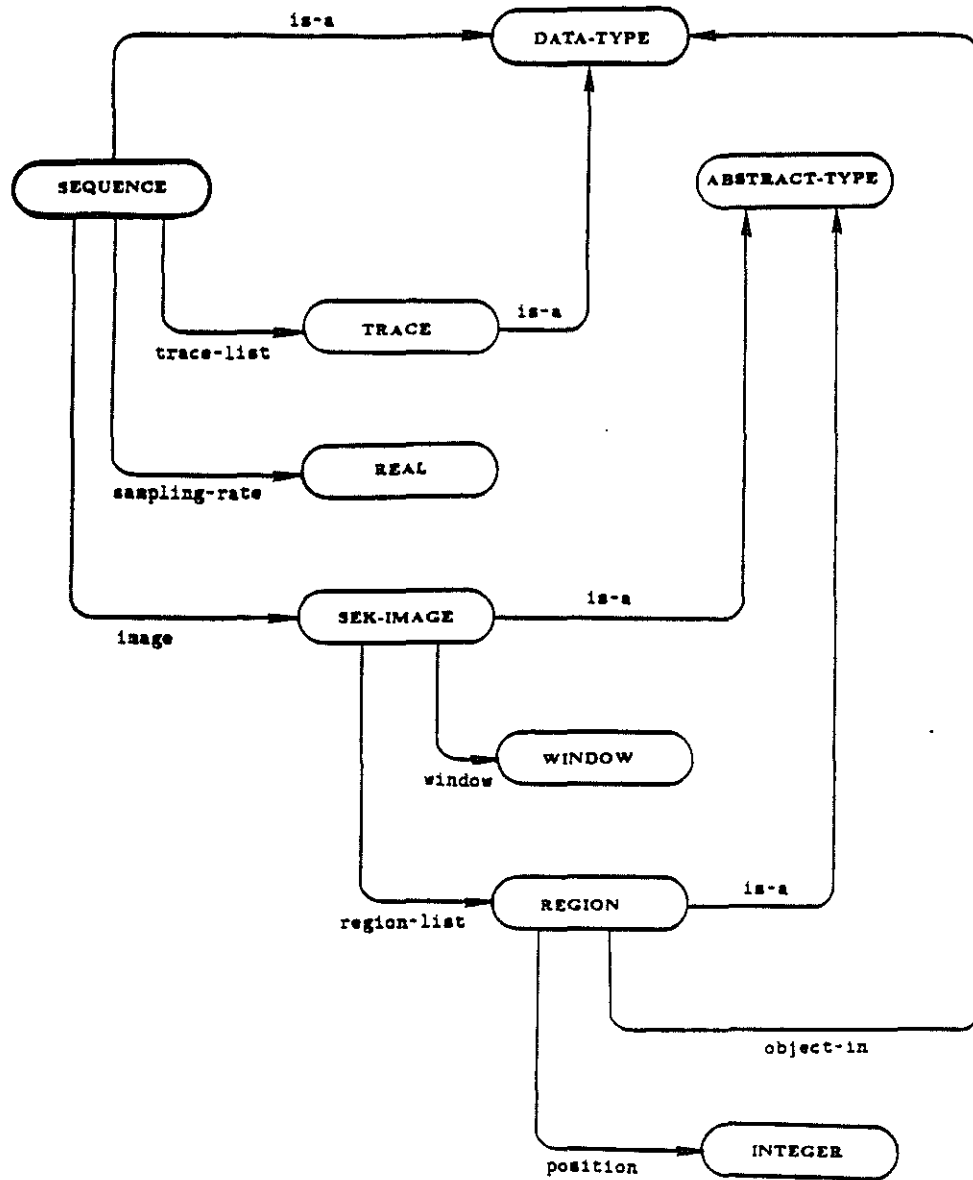 is-a
DATA-TYPE
SEQUENCE
ABSTRACT-TYPE
TRACE
is-a
trace-list
REAL
sampling-rate
SEK-IMAGE
is-a
image
WINDOW
window
REGION
is-a
region-list
object-in
INTEGER
position